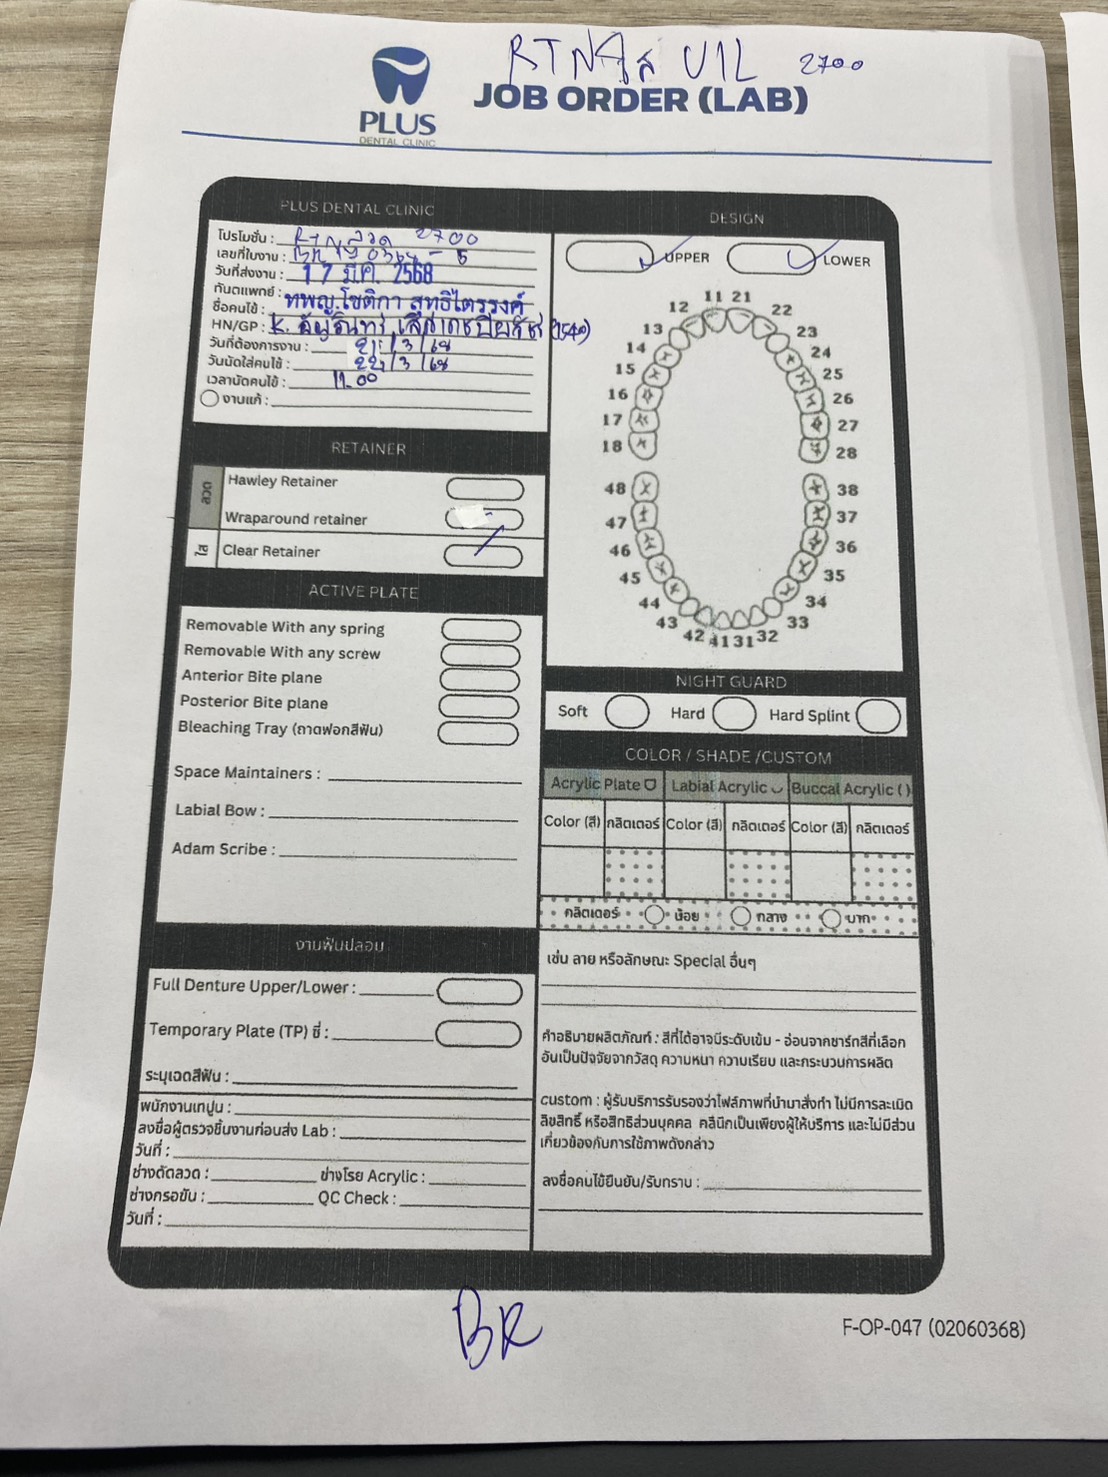 RTN ใส U/L 2700
PLUS
DENTAL CLINIC
JOB ORDER (LAB)
PLUS DENTAL CLINIC
โปรโมชั่น : RTN ลวด 2700
เลขที่ใบงาน :
วันที่ส่งงาน : 17 มี.ค. 2568
ทันตแพทย์ : ทพญ.โชติกา สุทธิไตรรงค์
ชื่อคนไข้ :
HN/GP : K.
วันที่ต้องการงาน : 21/3/68
วันนัดใส่คนไข้ : 22/3/68
เวลานัดคนไข้ : 11.00
งานแก้ :
DESIGN
UPPER
LOWER
11 21
12 22
13 23
14 24
15 25
16 26
17 27
18 28
48 38
47 37
46 36
45 35
44 34
43 33
42 41 31 32
RETAINER
ลวด
Hawley Retainer
Wraparound retainer
ใส
Clear Retainer
ACTIVE PLATE
Removable With any spring
Removable With any screw
Anterior Bite plane
Posterior Bite plane
Bleaching Tray (ถาดฟอกสีฟัน)
Space Maintainers :
Labial Bow :
Adam Scribe :
NIGHT GUARD
Soft Hard Hard Splint
COLOR / SHADE /CUSTOM
Acrylic Plate Labial Acrylic Buccal Acrylic ( )
Color (สี) กลิตเตอร์ Color (สี) กลิตเตอร์ Color (สี) กลิตเตอร์
กลิตเตอร์ น้อย กลาง มาก
เช่น ลาย หรือลักษณะ Special อื่นๆ
คำอธิบายผลิตภัณฑ์ : สีที่ได้อาจมีระดับเข้ม - อ่อนจากชาร์ตสีที่เลือก
อันเป็นปัจจัยจากวัสดุ ความหนา ความเรียบ และกระบวนการผลิต
custom : ผู้รับบริการรับรองว่าไฟล์ภาพที่นำมาสั่งทำ ไม่มีการละเมิด
ลิขสิทธิ์ หรือสิทธิส่วนบุคคล คลินิกเป็นเพียงผู้ให้บริการ และไม่มีส่วน
เกี่ยวข้องกับการใช้ภาพดังกล่าว
ลงชื่อคนไข้ยืนยัน/รับทราบ :
งานฟันปลอม
Full Denture Upper/Lower :
Temporary Plate (TP) ซี่ :
ระบุเฉดสีฟัน :
พนักงานเทปูน :
ลงชื่อผู้ตรวจชิ้นงานก่อนส่ง Lab :
วันที่ :
ช่างดัดลวด : ช่างโรย Acrylic :
ช่างกรอขัน : QC Check :
วันที่ :
BR
F-OP-047 (02060368)